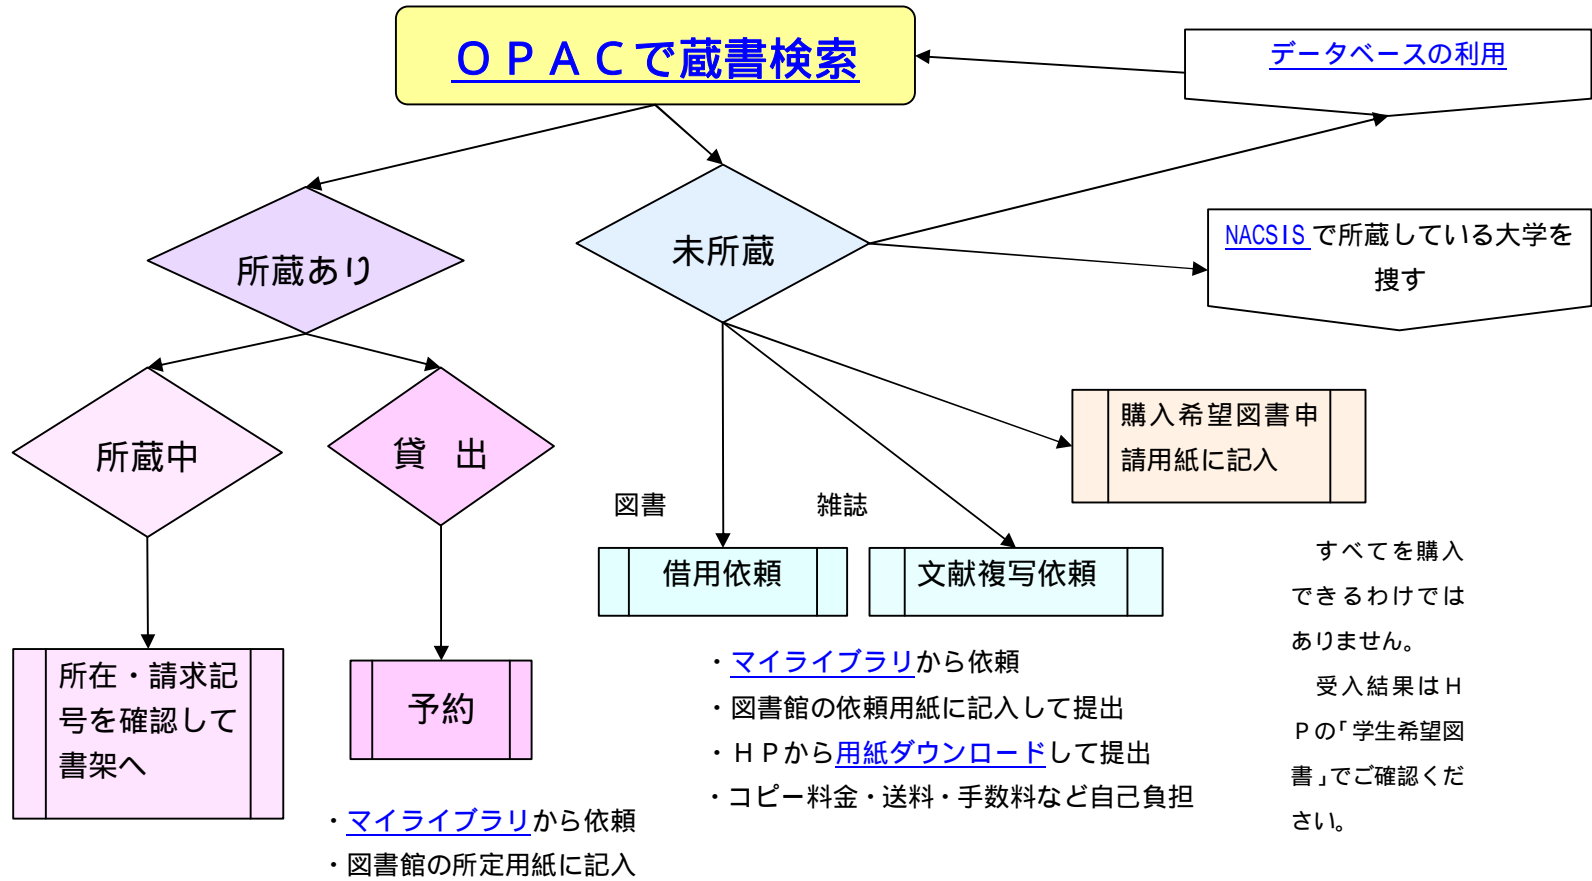 ＯＰＡＣで蔵書検索
データベースの利用
所蔵あり
未所蔵
NACSISで所蔵している大学を
捜す
所蔵中
貸 出
購入希望図書申
請用紙に記入
図書
雑誌
借用依頼
文献複写依頼
所在・請求記
号を確認して
書架へ
予約
・マイライブラリから依頼
・図書館の所定用紙に記入
・マイライブラリから依頼
・図書館の依頼用紙に記入して提出
・ＨＰから用紙ダウンロードして提出
・コピー料金・送料・手数料など自己負担
すべてを購入
できるわけでは
ありません。
受入結果はＨ
Ｐの「学生希望図
書」でご確認くだ
さい。